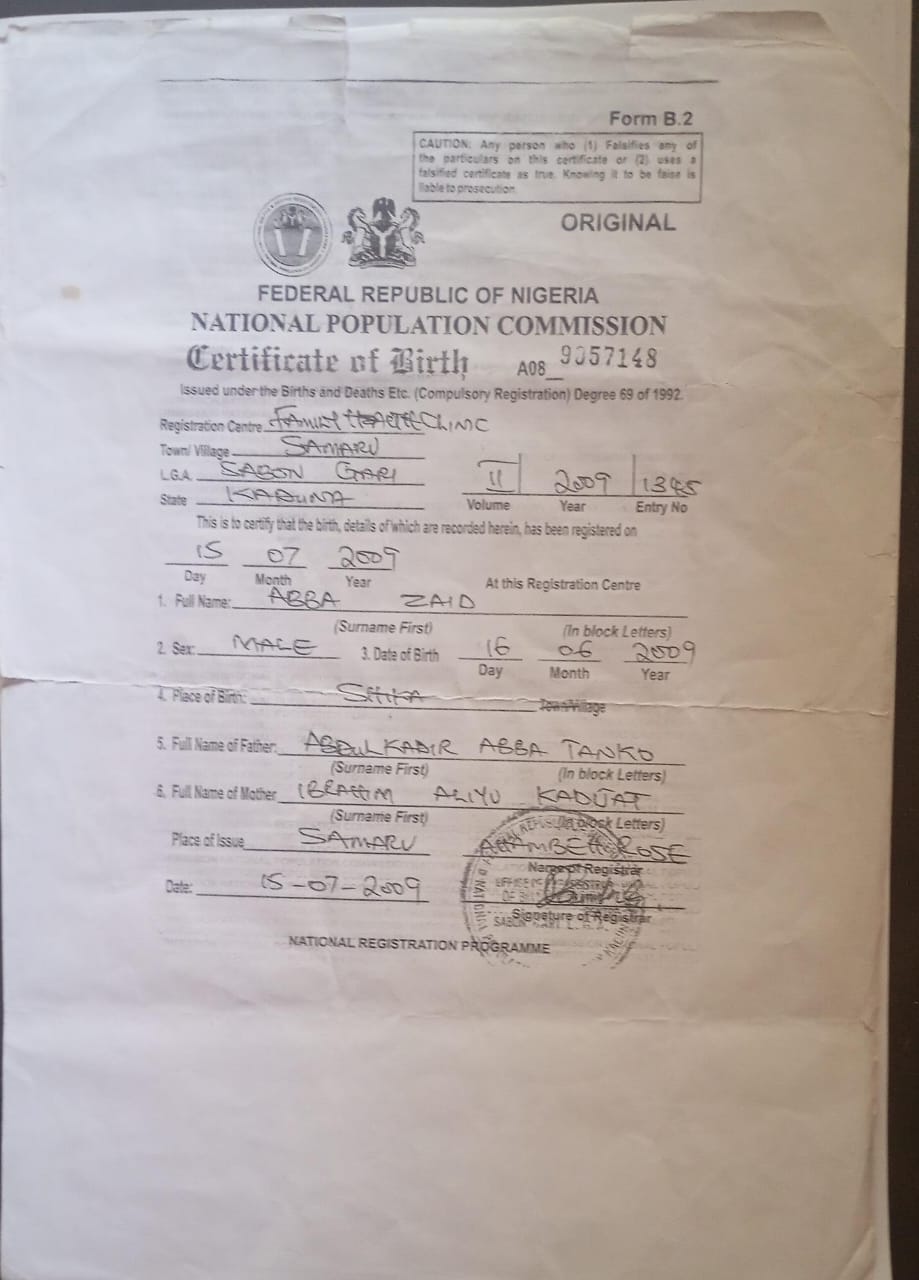 Form B.2
CAUTION: Any person who (1) Falsifies any of
the particulars on this certificate or (2) uses a
falsified certificate as true. Knowing it to be false is
liable to prosecution.
ORIGINAL
FEDERAL REPUBLIC OF NIGERIA
NATIONAL POPULATION COMMISSION
Certificate of Birth A08 9057148
Issued under the Births and Deaths Etc. (Compulsory Registration) Degree 69 of 1992.
Registration Centre FAMILY HEALTH CLINIC
Town/ Village SAMARU
L.G.A. SABON GARI
State KADUNA
II 2009 1385
Volume Year Entry No
This is to certify that the birth, details of which are recorded herein, has been registered on
15 07 2009
Day Month Year At this Registration Centre
1. Full Name: ABBA ZAID
(Surname First) (In block Letters)
2. Sex: MALE 3. Date of Birth 16 06 2009
Day Month Year
4. Place of Birth: SHIKA Town/Village
5. Full Name of Father: ABDULKADIR ABBA TANKO
(Surname First) (In block Letters)
6. Full Name of Mother IBRAHIM ALIYU
(Surname First) (In block Letters)
Place of Issue SAMARU ROSE
Name of Registrar
Date: 15-07-2009
Signature of Registrar
NATIONAL REGISTRATION PROGRAMME